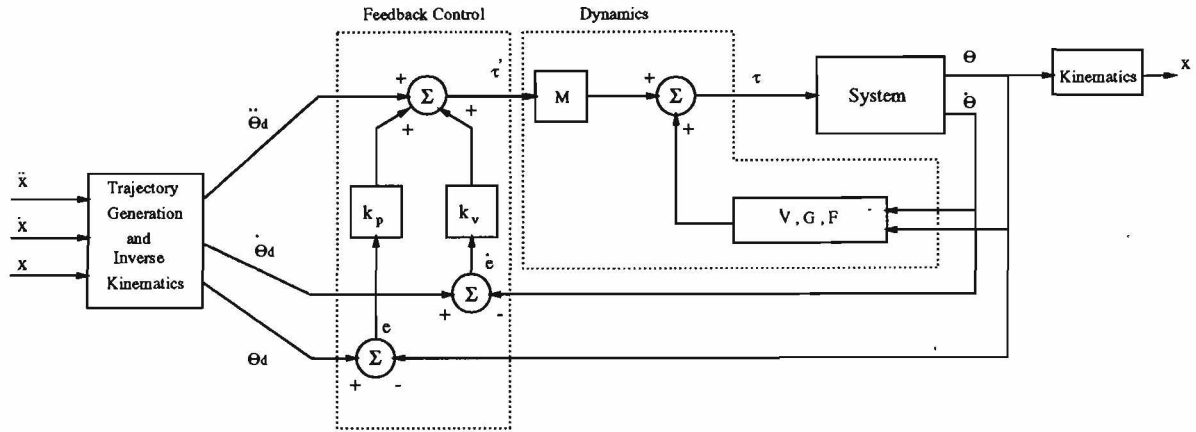 Feedback Control
Dynamics
τ'
τ
Θ
x
+
Σ
+
+
+
Σ
+
M
System
Kinematics
Θ̇
Θ̈d
ẍ
ẋ
x
Trajectory
Generation
and
Inverse
Kinematics
kp
kv
V , G , F
Θ̇d
ė
Σ
+
-
e
Θd
Σ
+
-